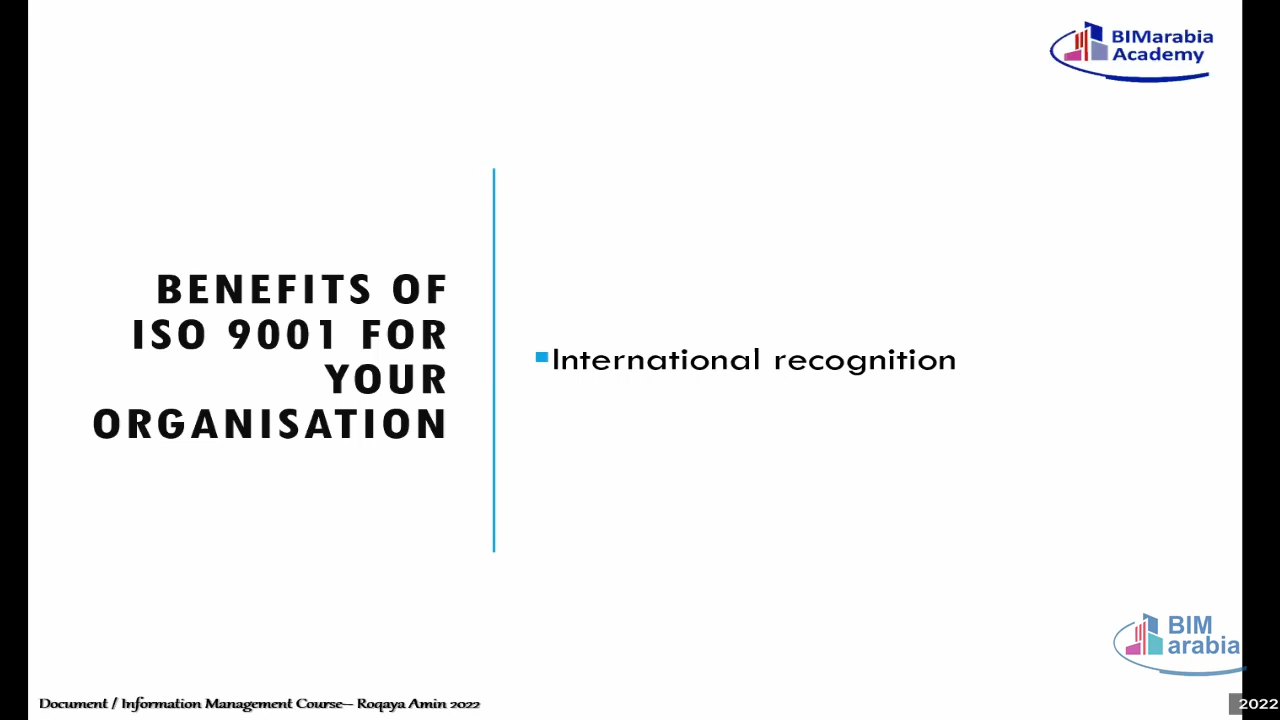 BIMarabia
Academy
BENEFITS OF
ISO 9001 FOR
YOUR
ORGANISATION
International recognition
BIM
arabia
Document / Information Management Course– Roqaya Amin 2022
2022